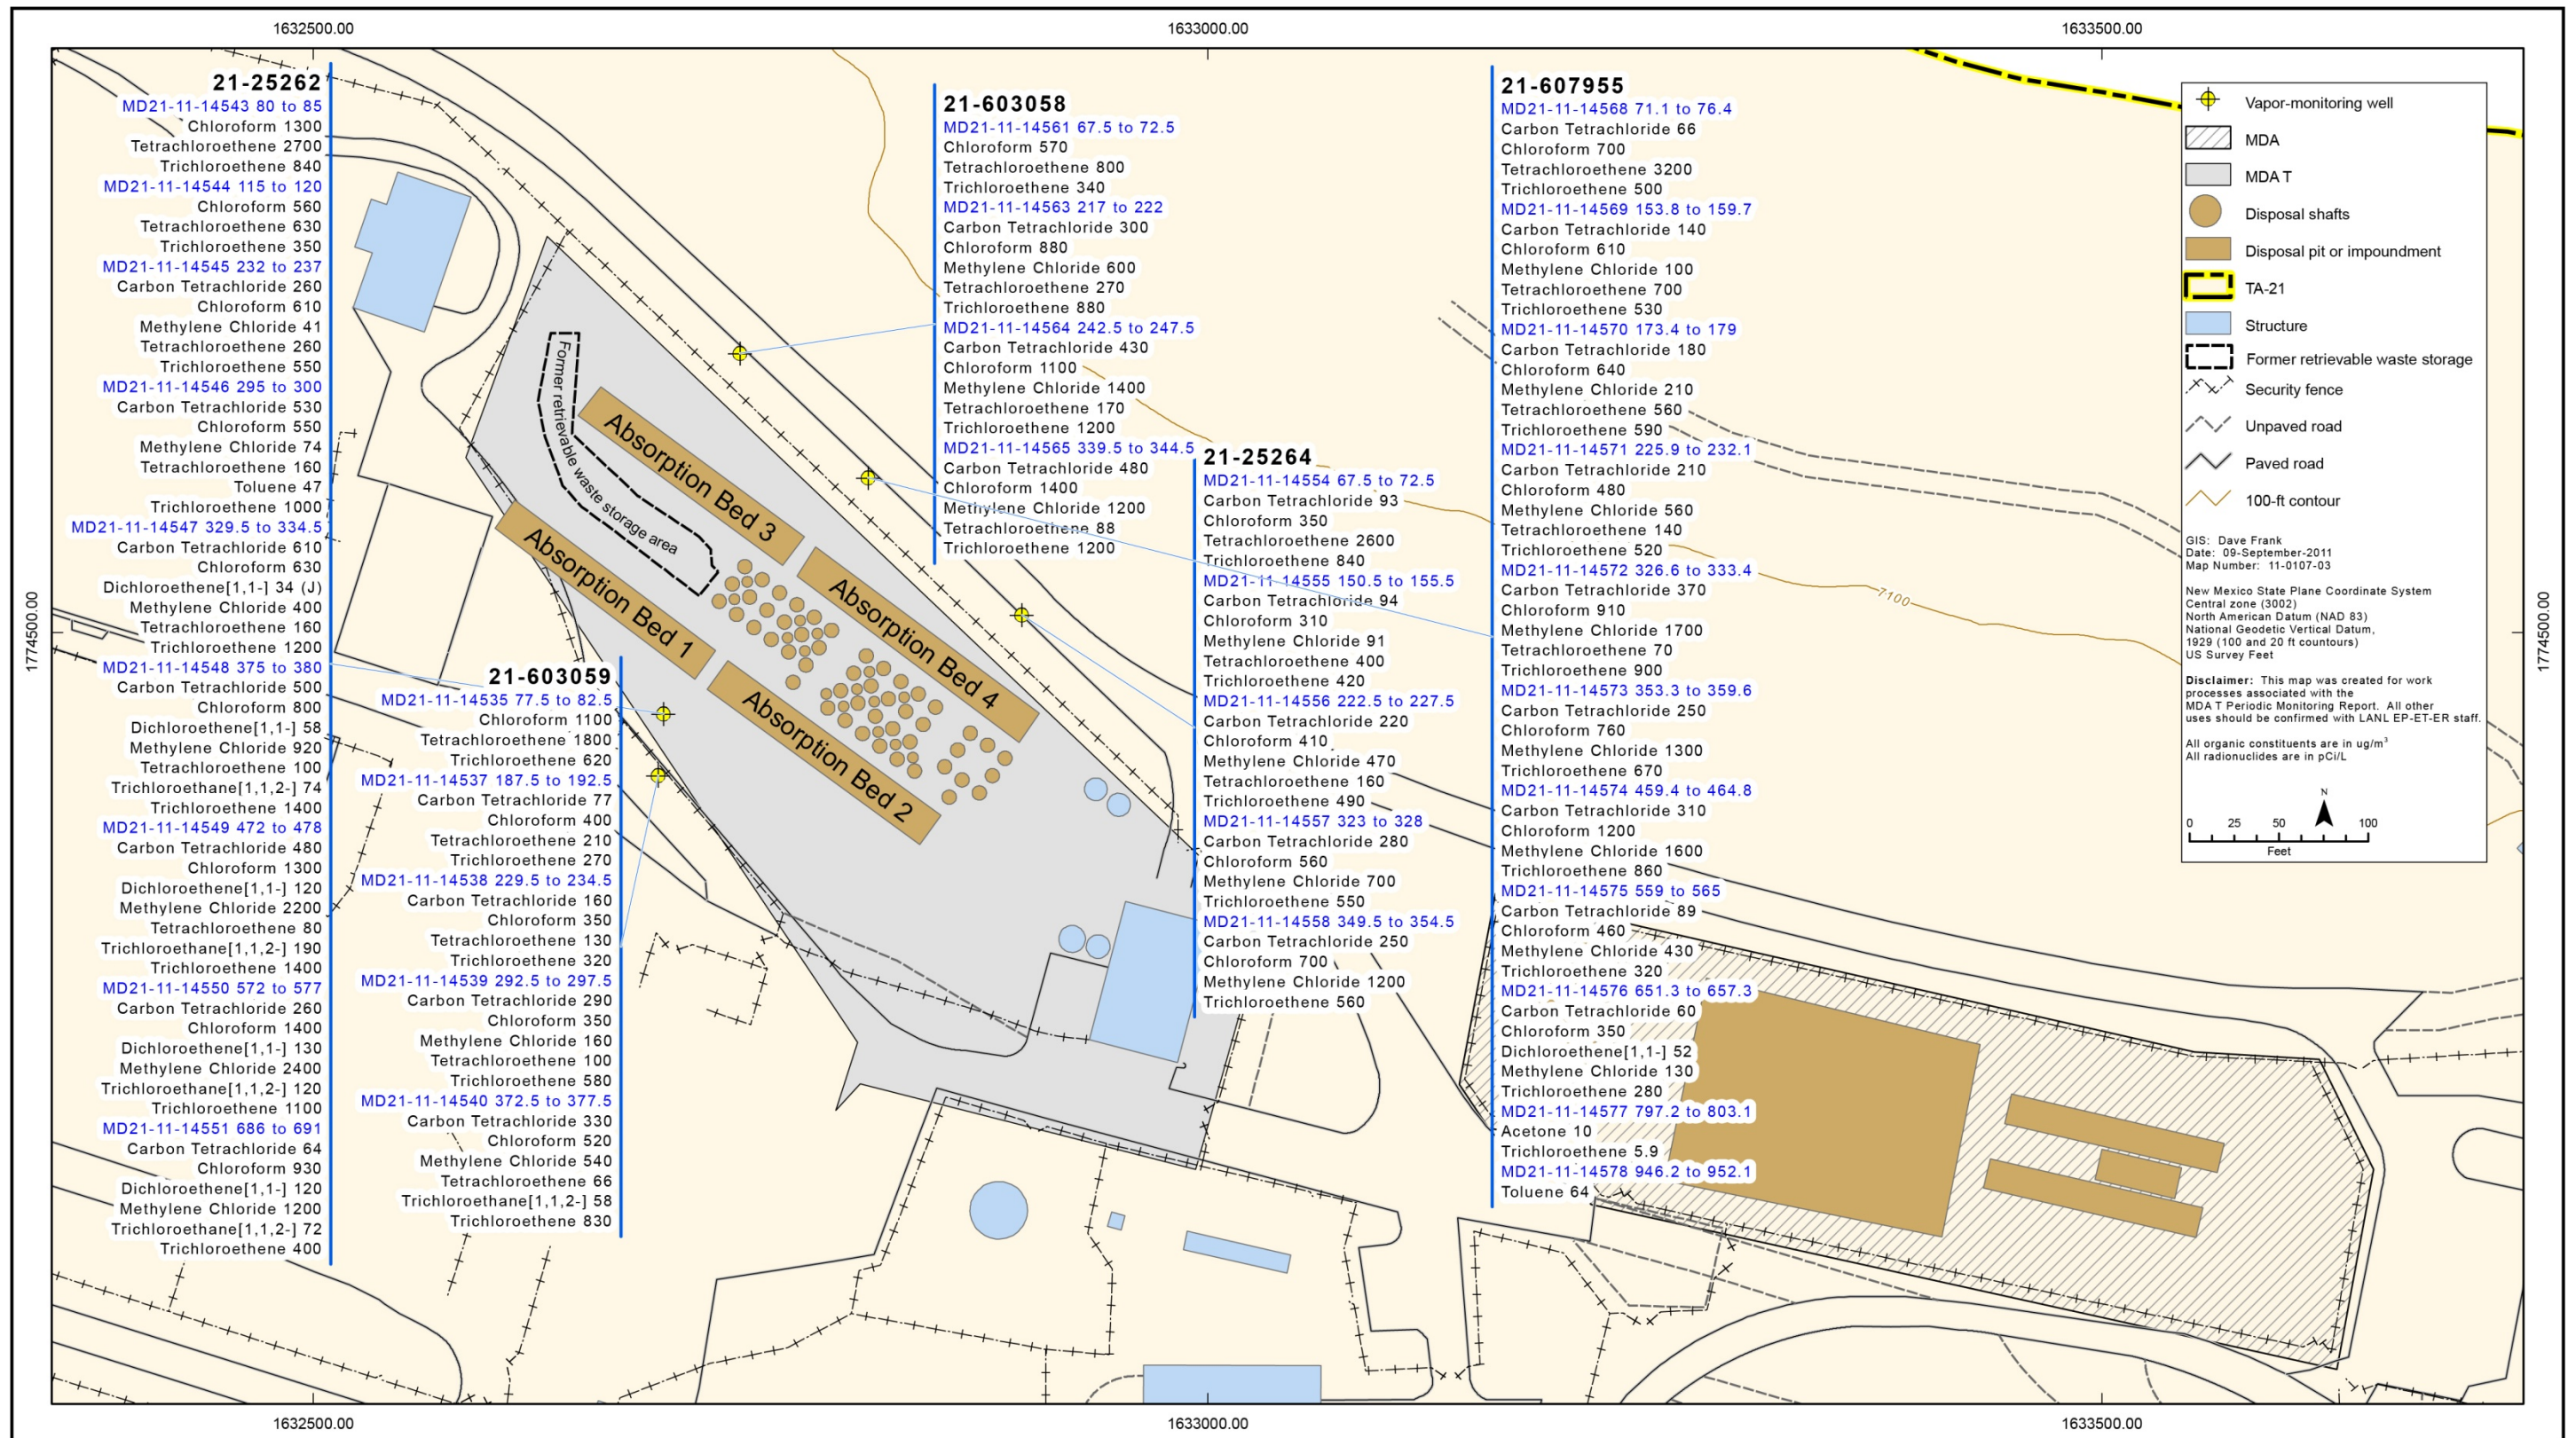 1632500.00
1633000.00
1633500.00
21-25262
MD21-11-14543 80 to 85
Chloroform 1300
Tetrachloroethene 2700
Trichloroethene 840
MD21-11-14544 115 to 120
Chloroform 560
Tetrachloroethene 630
Trichloroethene 350
MD21-11-14545 232 to 237
Carbon Tetrachloride 260
Chloroform 610
Methylene Chloride 41
Tetrachloroethene 260
Trichloroethene 550
MD21-11-14546 295 to 300
Carbon Tetrachloride 530
Chloroform 550
Methylene Chloride 74
Tetrachloroethene 160
Toluene 47
Trichloroethene 1000
MD21-11-14547 329.5 to 334.5
Carbon Tetrachloride 610
Chloroform 630
Dichloroethene[1,1-] 34 (J)
Methylene Chloride 400
Tetrachloroethene 160
Trichloroethene 1200
MD21-11-14548 375 to 380
Carbon Tetrachloride 500
Chloroform 800
Dichloroethene[1,1-] 58
Methylene Chloride 920
Tetrachloroethene 100
Trichloroethane[1,1,2-] 74
Trichloroethene 1400
MD21-11-14549 472 to 478
Carbon Tetrachloride 480
Chloroform 1300
Dichloroethene[1,1-] 120
Methylene Chloride 2200
Tetrachloroethene 80
Trichloroethane[1,1,2-] 190
Trichloroethene 1400
MD21-11-14550 572 to 577
Carbon Tetrachloride 260
Chloroform 1400
Dichloroethene[1,1-] 130
Methylene Chloride 2400
Trichloroethane[1,1,2-] 120
Trichloroethene 1100
MD21-11-14551 686 to 691
Carbon Tetrachloride 64
Chloroform 930
Dichloroethene[1,1-] 120
Methylene Chloride 1200
Trichloroethane[1,1,2-] 72
Trichloroethene 400
21-603059
MD21-11-14535 77.5 to 82.5
Chloroform 1100
Tetrachloroethene 1800
Trichloroethene 620
MD21-11-14537 187.5 to 192.5
Carbon Tetrachloride 77
Chloroform 400
Tetrachloroethene 210
Trichloroethene 270
MD21-11-14538 229.5 to 234.5
Carbon Tetrachloride 160
Chloroform 350
Tetrachloroethene 130
Trichloroethene 320
MD21-11-14539 292.5 to 297.5
Carbon Tetrachloride 290
Chloroform 350
Methylene Chloride 160
Tetrachloroethene 100
Trichloroethene 580
MD21-11-14540 372.5 to 377.5
Carbon Tetrachloride 330
Chloroform 520
Methylene Chloride 540
Tetrachloroethene 66
Trichloroethane[1,1,2-] 58
Trichloroethene 830
Former retrievable waste storage area
Absorption Bed 3
Absorption Bed 1
Absorption Bed 4
Absorption Bed 2
21-603058
MD21-11-14561 67.5 to 72.5
Chloroform 570
Tetrachloroethene 800
Trichloroethene 340
MD21-11-14563 217 to 222
Carbon Tetrachloride 300
Chloroform 880
Methylene Chloride 600
Tetrachloroethene 270
Trichloroethene 880
MD21-11-14564 242.5 to 247.5
Carbon Tetrachloride 430
Chloroform 1100
Methylene Chloride 1400
Tetrachloroethene 170
Trichloroethene 1200
MD21-11-14565 339.5 to 344.5
Carbon Tetrachloride 480
Chloroform 1400
Methylene Chloride 1200
Tetrachloroethene 88
Trichloroethene 1200
21-25264
MD21-11-14554 67.5 to 72.5
Carbon Tetrachloride 93
Chloroform 350
Tetrachloroethene 2600
Trichloroethene 840
MD21-11-14555 150.5 to 155.5
Carbon Tetrachloride 94
Chloroform 310
Methylene Chloride 91
Tetrachloroethene 400
Trichloroethene 420
MD21-11-14556 222.5 to 227.5
Carbon Tetrachloride 220
Chloroform 410
Methylene Chloride 470
Tetrachloroethene 160
Trichloroethene 490
MD21-11-14557 323 to 328
Carbon Tetrachloride 280
Chloroform 560
Methylene Chloride 700
Trichloroethene 550
MD21-11-14558 349.5 to 354.5
Carbon Tetrachloride 250
Chloroform 700
Methylene Chloride 1200
Trichloroethene 560
21-607955
MD21-11-14568 71.1 to 76.4
Carbon Tetrachloride 66
Chloroform 700
Tetrachloroethene 3200
Trichloroethene 500
MD21-11-14569 153.8 to 159.7
Carbon Tetrachloride 140
Chloroform 610
Methylene Chloride 100
Tetrachloroethene 700
Trichloroethene 530
MD21-11-14570 173.4 to 179
Carbon Tetrachloride 180
Chloroform 640
Methylene Chloride 210
Tetrachloroethene 560
Trichloroethene 590
MD21-11-14571 225.9 to 232.1
Carbon Tetrachloride 210
Chloroform 480
Methylene Chloride 560
Tetrachloroethene 140
Trichloroethene 520
MD21-11-14572 326.6 to 333.4
Carbon Tetrachloride 370
Chloroform 910
Methylene Chloride 1700
Tetrachloroethene 70
Trichloroethene 900
MD21-11-14573 353.3 to 359.6
Carbon Tetrachloride 250
Chloroform 760
Methylene Chloride 1300
Trichloroethene 670
MD21-11-14574 459.4 to 464.8
Carbon Tetrachloride 310
Chloroform 1200
Methylene Chloride 1600
Trichloroethene 860
MD21-11-14575 559 to 565
Carbon Tetrachloride 89
Chloroform 460
Methylene Chloride 430
Trichloroethene 320
MD21-11-14576 651.3 to 657.3
Carbon Tetrachloride 60
Chloroform 350
Dichloroethene[1,1-] 52
Methylene Chloride 130
Trichloroethene 280
MD21-11-14577 797.2 to 803.1
Acetone 10
Trichloroethene 5.9
MD21-11-14578 946.2 to 952.1
Toluene 64
7100
Vapor-monitoring well
MDA
MDA T
Disposal shafts
Disposal pit or impoundment
TA-21
Structure
Former retrievable waste storage
Security fence
Unpaved road
Paved road
100-ft contour
GIS: Dave Frank
Date: 09-September-2011
Map Number: 11-0107-03
New Mexico State Plane Coordinate System
Central zone (3002)
North American Datum (NAD 83)
National Geodetic Vertical Datum,
1929 (100 and 20 ft countours)
US Survey Feet
Disclaimer: This map was created for work
processes associated with the
MDA T Periodic Monitoring Report. All other
uses should be confirmed with LANL EP-ET-ER staff.
All organic constituents are in ug/m³
All radionuclides are in pCi/L
N
0 25 50 100
Feet
1774500.00
1774500.00
1632500.00
1633000.00
1633500.00